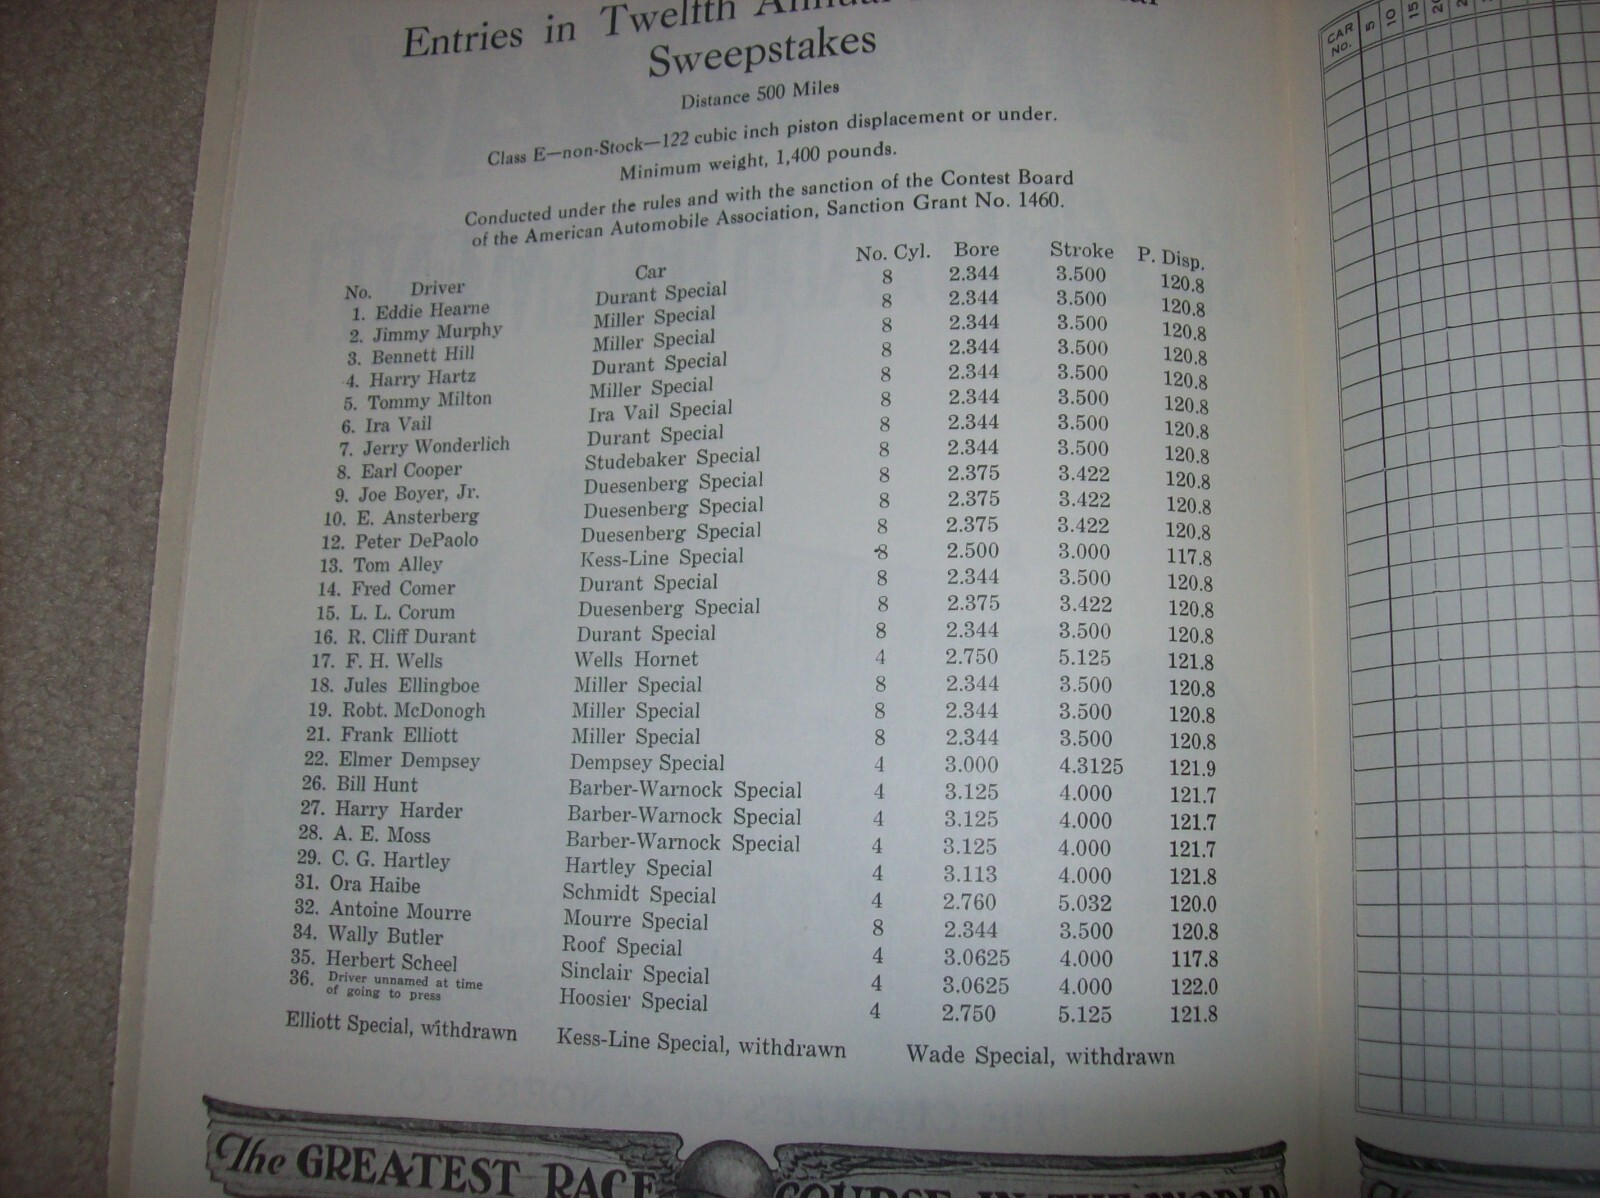 Entries in Twelfth Annual
Sweepstakes
Distance 500 Miles
Class E—non-Stock—122 cubic inch piston displacement or under.
Minimum weight, 1,400 pounds.
Conducted under the rules and with the sanction of the Contest Board
of the American Automobile Association, Sanction Grant No. 1460.
No. Driver Car No. Cyl. Bore Stroke P. Disp.
1. Eddie Hearne Durant Special 8 2.344 3.500 120.8
2. Jimmy Murphy Miller Special 8 2.344 3.500 120.8
3. Bennett Hill Miller Special 8 2.344 3.500 120.8
4. Harry Hartz Durant Special 8 2.344 3.500 120.8
5. Tommy Milton Miller Special 8 2.344 3.500 120.8
6. Ira Vail Ira Vail Special 8 2.344 3.500 120.8
7. Jerry Wonderlich Durant Special 8 2.344 3.500 120.8
8. Earl Cooper Studebaker Special 8 2.344 3.500 120.8
9. Joe Boyer, Jr. Duesenberg Special 8 2.375 3.422 120.8
10. E. Ansterberg Duesenberg Special 8 2.375 3.422 120.8
12. Peter DePaolo Duesenberg Special 8 2.375 3.422 120.8
13. Tom Alley Kess-Line Special 8 2.500 3.000 117.8
14. Fred Comer Durant Special 8 2.344 3.500 120.8
15. L. L. Corum Duesenberg Special 8 2.375 3.422 120.8
16. R. Cliff Durant Durant Special 8 2.344 3.500 120.8
17. F. H. Wells Wells Hornet 4 2.750 5.125 121.8
18. Jules Ellingboe Miller Special 8 2.344 3.500 120.8
19. Robt. McDonogh Miller Special 8 2.344 3.500 120.8
21. Frank Elliott Miller Special 8 2.344 3.500 120.8
22. Elmer Dempsey Dempsey Special 4 3.000 4.3125 121.9
26. Bill Hunt Barber-Warnock Special 4 3.125 4.000 121.7
27. Harry Harder Barber-Warnock Special 4 3.125 4.000 121.7
28. A. E. Moss Barber-Warnock Special 4 3.125 4.000 121.7
29. C. G. Hartley Hartley Special 4 3.113 4.000 121.8
31. Ora Haibe Schmidt Special 4 2.760 5.032 120.0
32. Antoine Mourre Mourre Special 8 2.344 3.500 120.8
34. Wally Butler Roof Special 4 3.0625 4.000 117.8
35. Herbert Scheel Sinclair Special 4 3.0625 4.000 122.0
36. Driver unnamed at time of going to press Hoosier Special 4 2.750 5.125 121.8
Elliott Special, withdrawn Kess-Line Special, withdrawn Wade Special, withdrawn
The GREATEST RACE COURSE IN THE WORLD
CAR No. 5 10 15